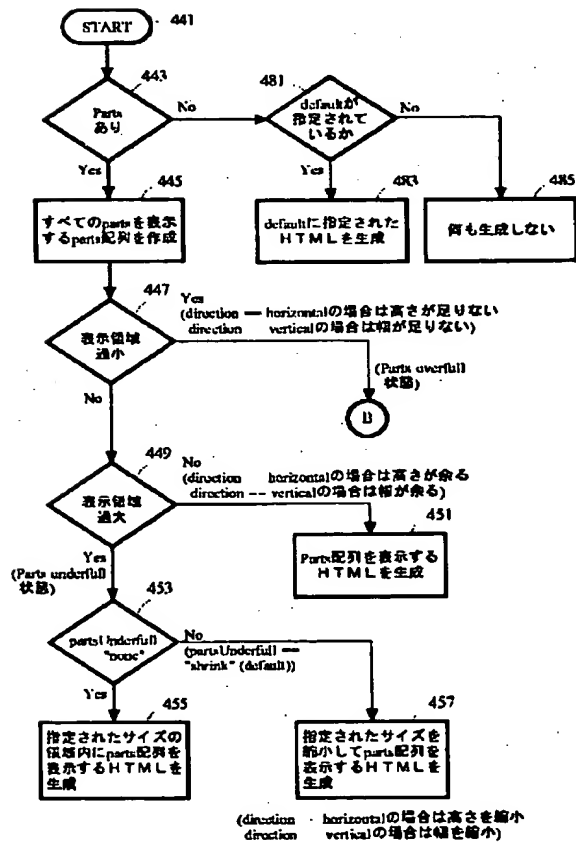 START
441
443
Parts
あり
No
Yes
481
defaultが
指定されて
いるか
No
Yes
445
すべてのpartsを表示
するparts配列を作成
483
defaultに指定された
HTMLを生成
485
何も生成しない
447
表示領域
過小
Yes
(direction — horizontalの場合は高さが足りない
direction verticalの場合は幅が足りない)
(Parts overfull
状態)
B
No
449
表示領域
過大
No
(direction horizontalの場合は高さが余る
direction -- verticalの場合は幅が余る)
451
Parts配列を表示する
HTMLを生成
Yes
(Parts underfull
状態)
453
partsUnderfull
"none"
No
(partsUnderfull ==
"shrink" (default))
Yes
455
指定されたサイズの
領域内にparts配列を
表示するHTMLを
生成
457
指定されたサイズを
縮小してparts配列を
表示するHTMLを
生成
(direction - horizontalの場合は高さを縮小
direction verticalの場合は幅を縮小)